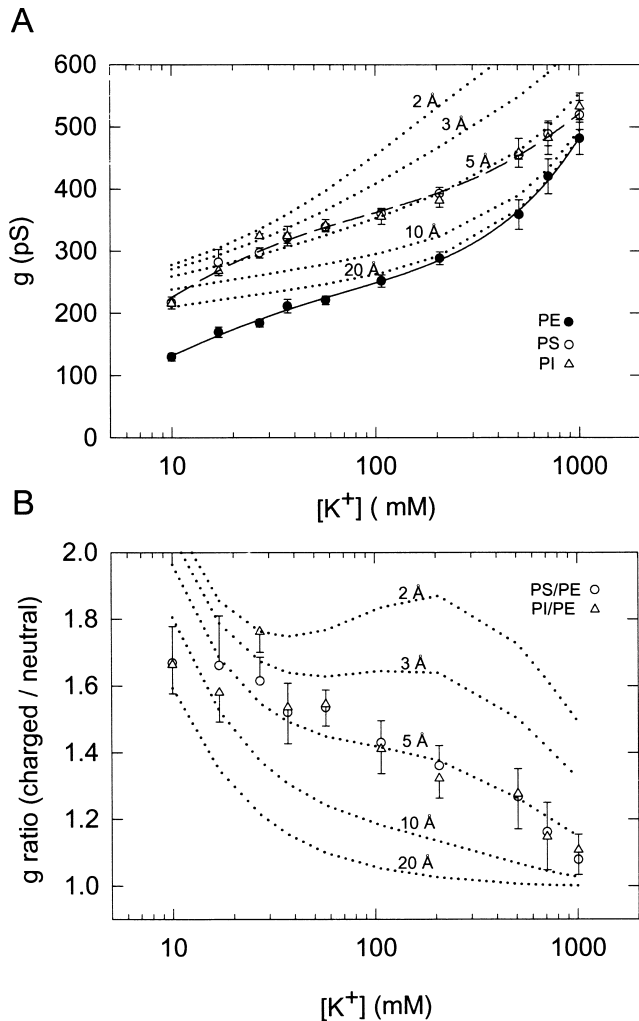 A
600
500
400
300
200
100
0
g (pS)
2 Å
3 Å
5 Å
10 Å
20 Å
PE
PS
PI
10
100
1000
[K+] ( mM)
B
2.0
1.8
1.6
1.4
1.2
1.0
g ratio (charged / neutral)
2 Å
3 Å
5 Å
10 Å
20 Å
PS/PE
PI/PE
10
100
1000
[K+] (mM)